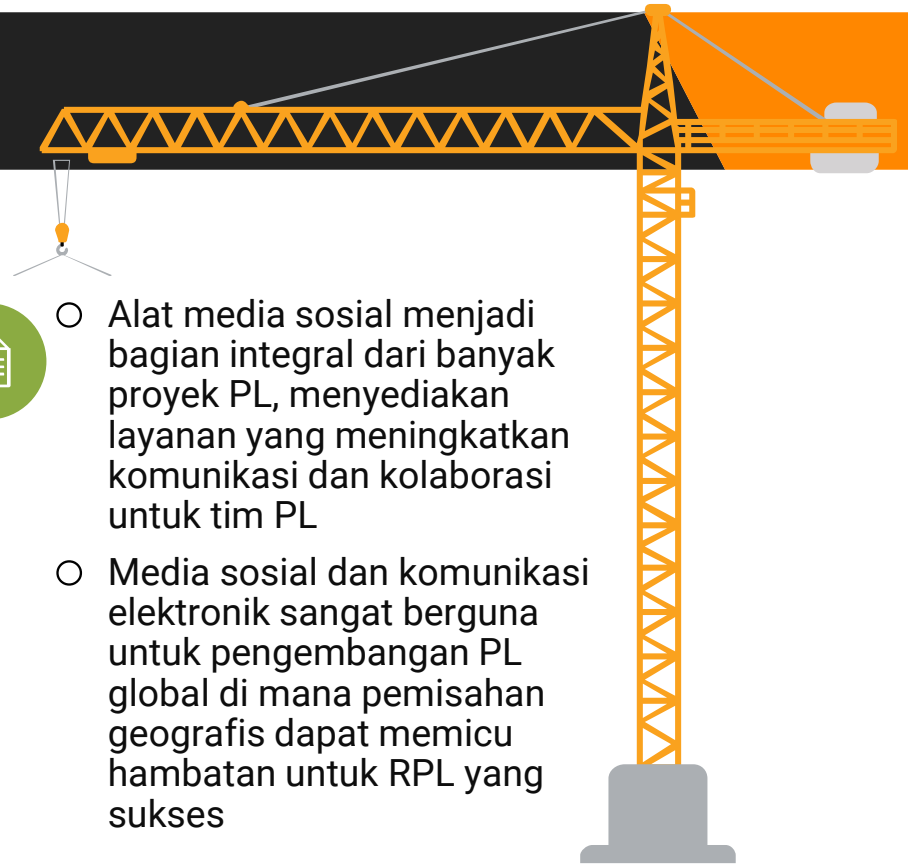 Alat media sosial menjadi
bagian integral dari banyak
proyek PL, menyediakan
layanan yang meningkatkan
komunikasi dan kolaborasi
untuk tim PL
Media sosial dan komunikasi
elektronik sangat berguna
untuk pengembangan PL
global di mana pemisahan
geografis dapat memicu
hambatan untuk RPL yang
sukses